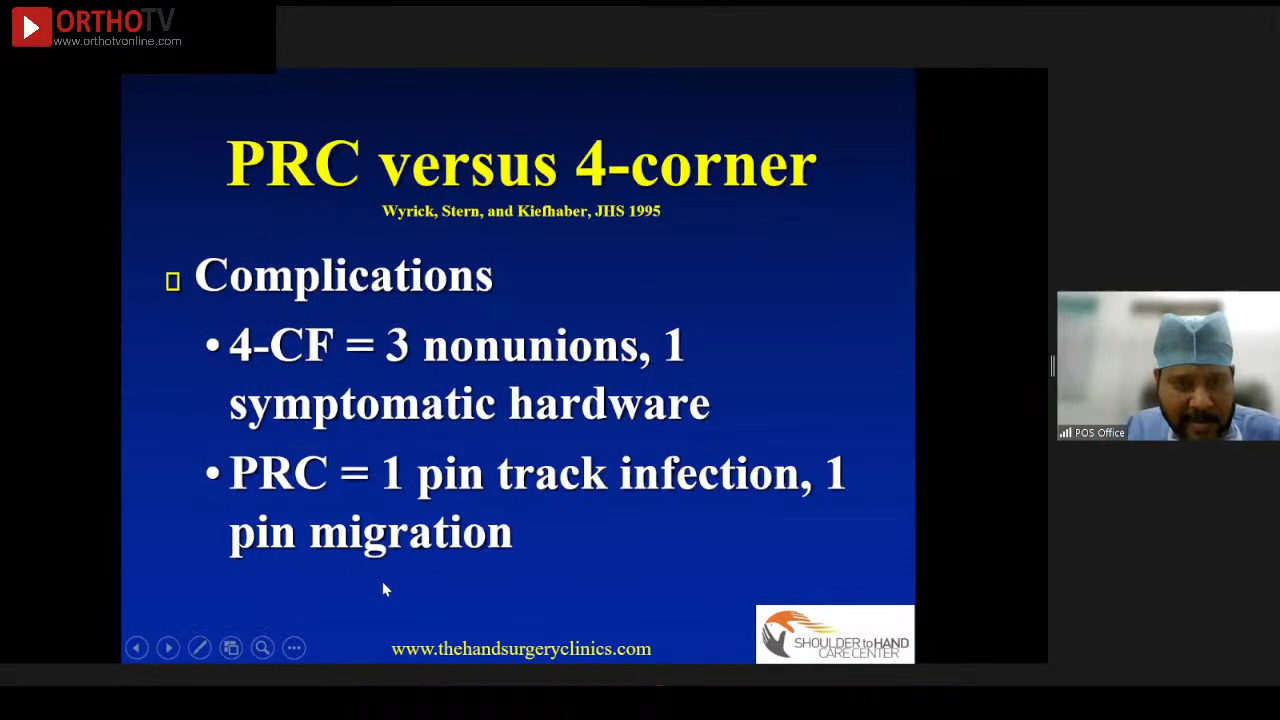 ORTHOTV
www.orthotvonline.com
PRC versus 4-corner
Wyrick, Stern, and Kiefhaber, JHS 1995
Complications
• 4-CF = 3 nonunions, 1
symptomatic hardware
• PRC = 1 pin track infection, 1
pin migration
www.thehandsurgeryclinics.com
SHOULDER to HAND
CARE CENTER
POS Office